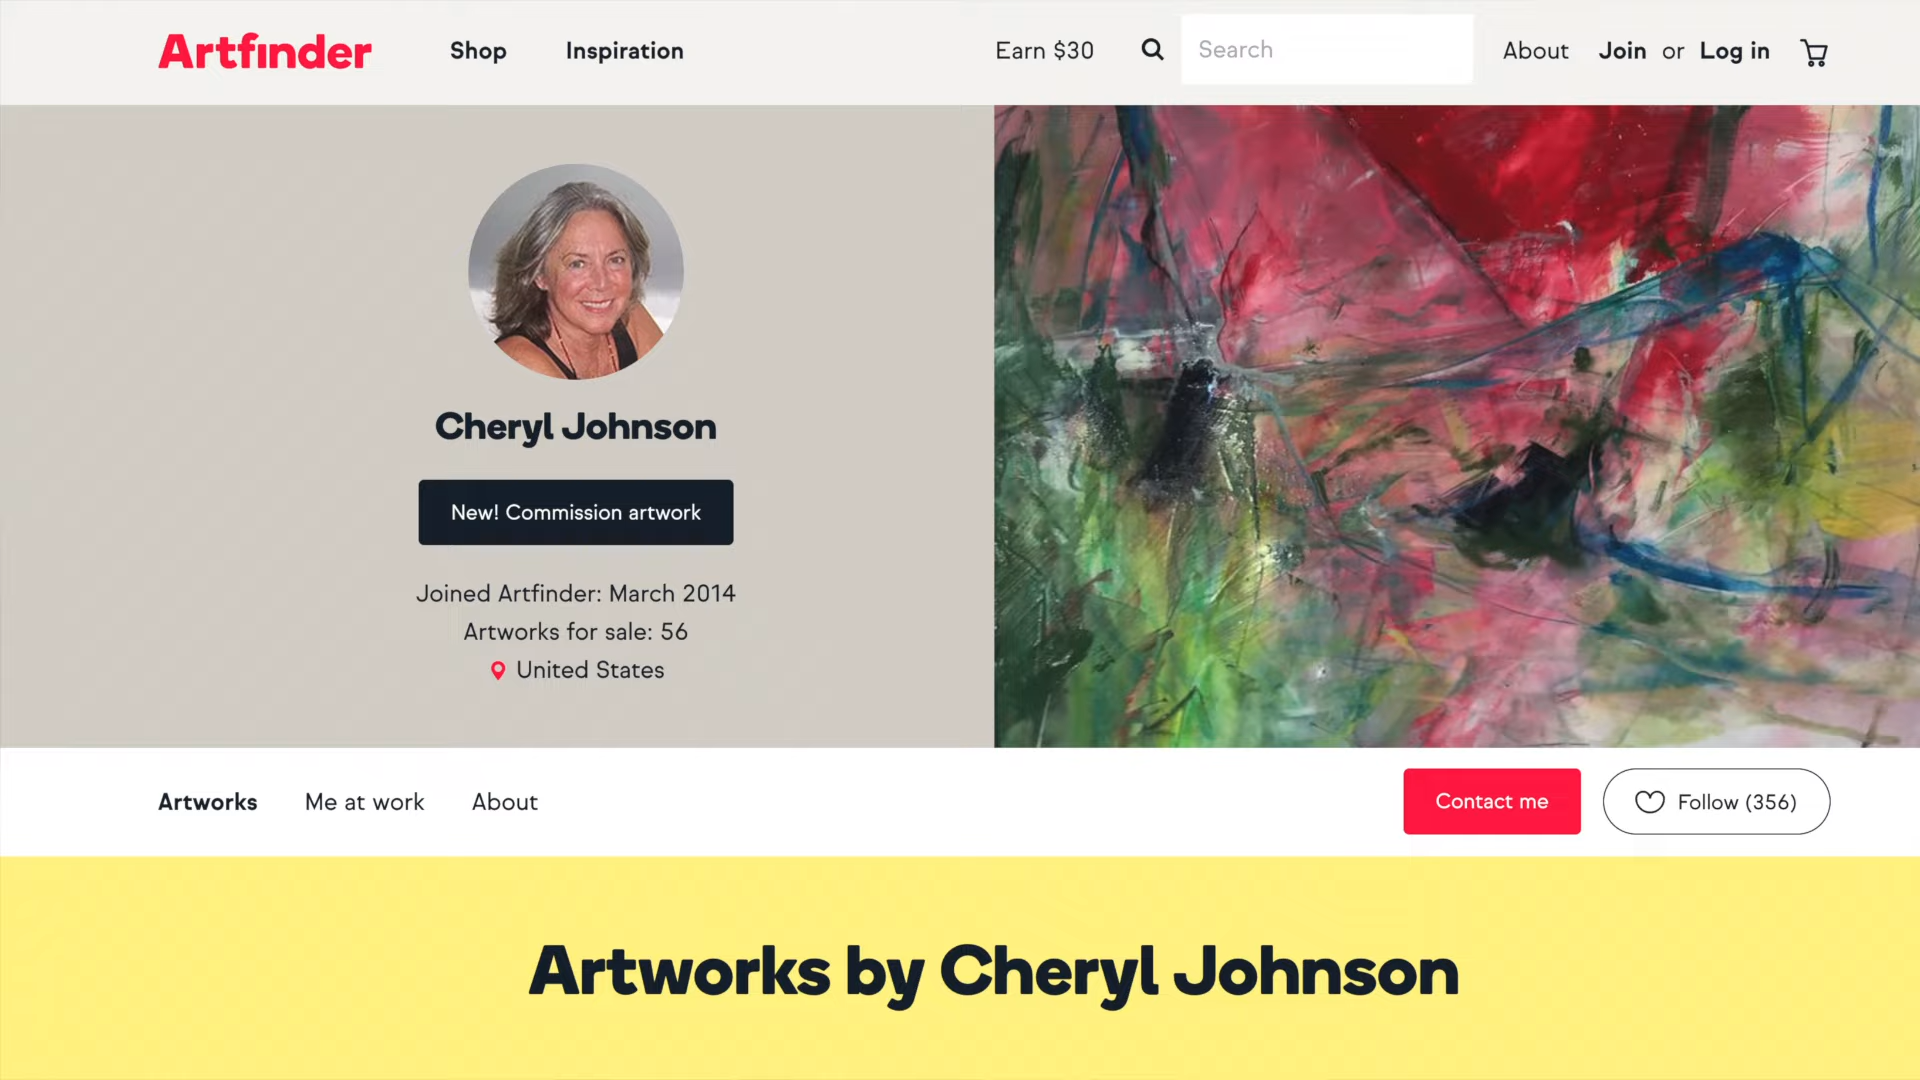 Artfinder
Shop
Inspiration
Earn $30
Search
About
Join or Log in
Cheryl Johnson
New! Commission artwork
Joined Artfinder: March 2014
Artworks for sale: 56
United States
Artworks
Me at work
About
Contact me
Follow (356)
Artworks by Cheryl Johnson